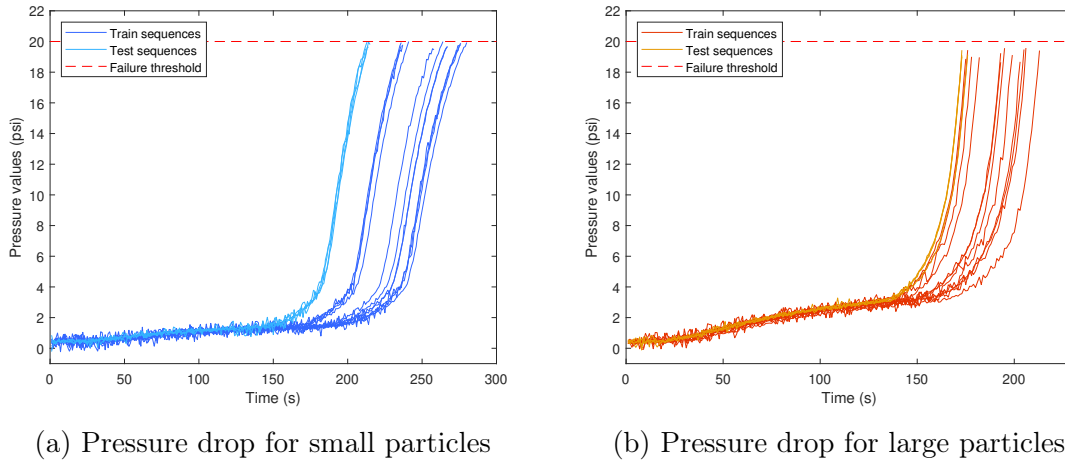 Train sequences
Test sequences
Failure threshold
Pressure values (psi)
20
18
16
14
12
10
8
6
4
2
0
0 50 100 150 200 250 300
Time (s)
(a) Pressure drop for small particles
Train sequences
Test sequences
Failure threshold
Pressure values (psi)
20
18
16
14
12
10
8
6
4
2
0
0 50 100 150 200
Time (s)
(b) Pressure drop for large particles